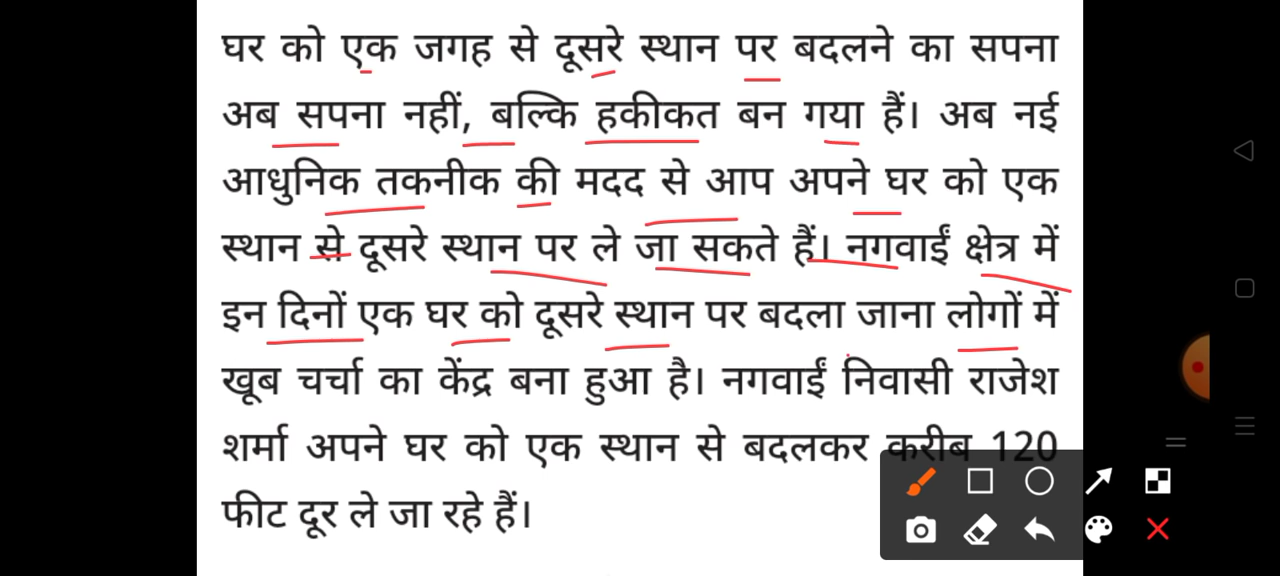 घर को एक जगह से दूसरे स्थान पर बदलने का सपना
अब सपना नहीं, बल्कि हकीकत बन गया हैं। अब नई
आधुनिक तकनीक की मदद से आप अपने घर को एक
स्थान से दूसरे स्थान पर ले जा सकते हैं। नगवाईं क्षेत्र में
इन दिनों एक घर को दूसरे स्थान पर बदला जाना लोगों में
खूब चर्चा का केंद्र बना हुआ है। नगवाईं निवासी राजेश
शर्मा अपने घर को एक स्थान से बदलकर करीब 120
फीट दूर ले जा रहे हैं।